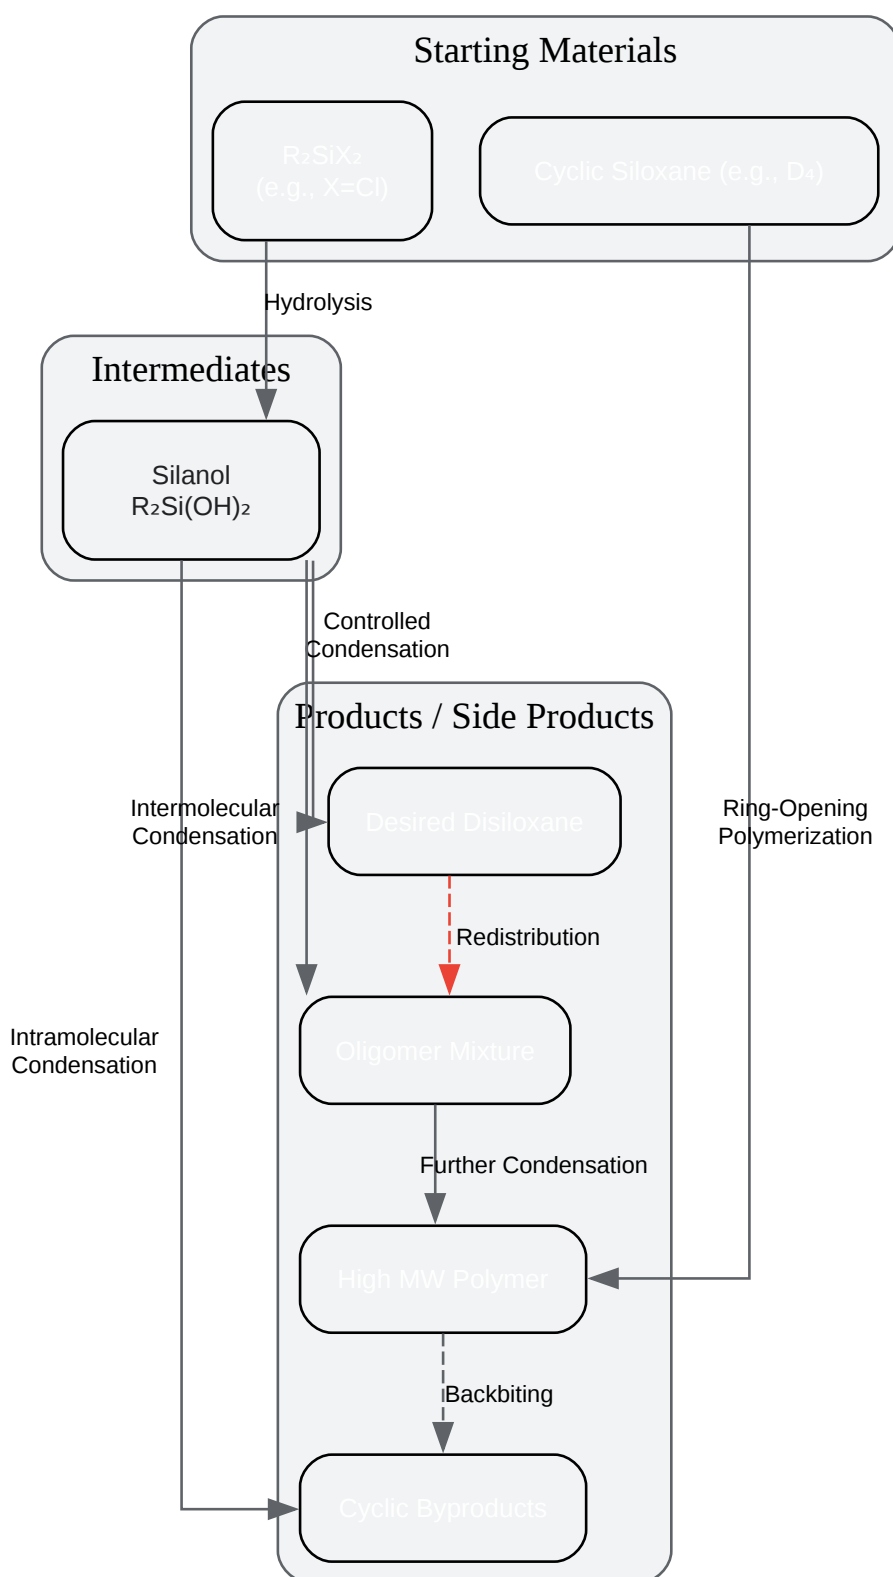 Starting Materials
R₂SiX₂
(e.g., X=Cl)
Cyclic Siloxane (e.g., D₄)
Hydrolysis
Intermediates
Silanol
R₂Si(OH)₂
Controlled
Condensation
Products / Side Products
Intermolecular
Condensation
Desired Disiloxane
Ring-Opening
Polymerization
Redistribution
Intramolecular
Condensation
Oligomer Mixture
Further Condensation
High MW Polymer
Backbiting
Cyclic Byproducts